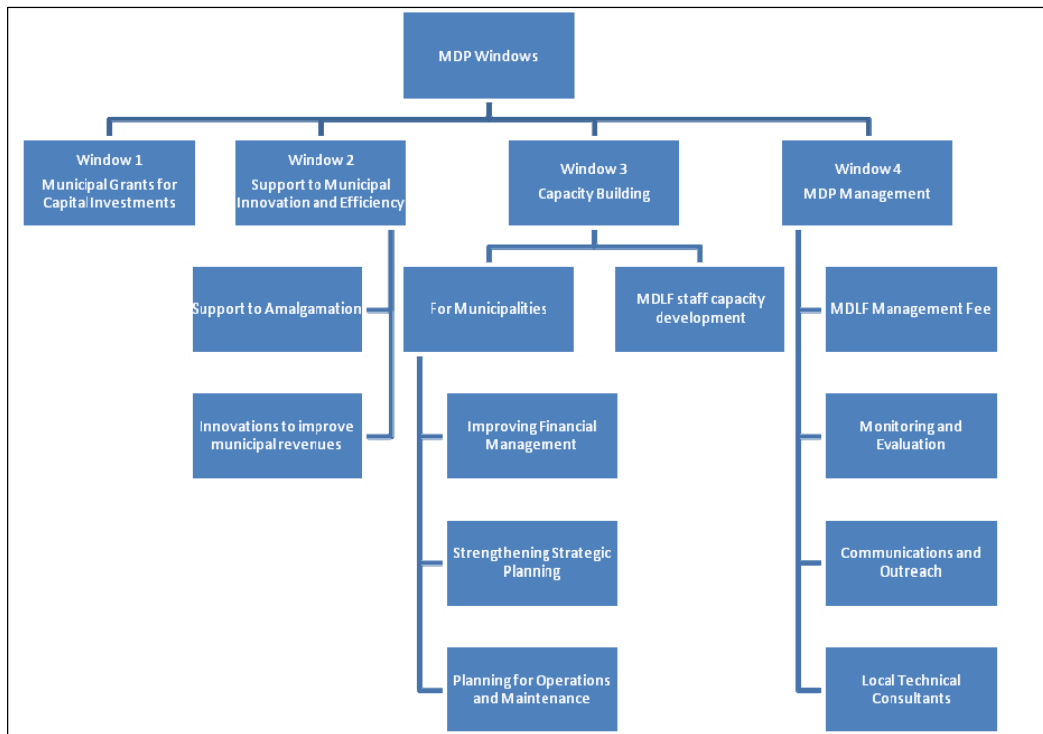 MDP Windows
Window 1
Municipal Grants for
Capital Investments
Window 2
Support to Municipal
Innovation and Efficiency
Window 3
Capacity Building
Window 4
MDP Management
Support to Amalgamation
For Municipalities
MDLF staff capacity
development
MDLF Management Fee
Innovations to improve
municipal revenues
Improving Financial
Management
Monitoring and
Evaluation
Strengthening Strategic
Planning
Communications and
Outreach
Planning for Operations
and Maintenance
Local Technical
Consultants